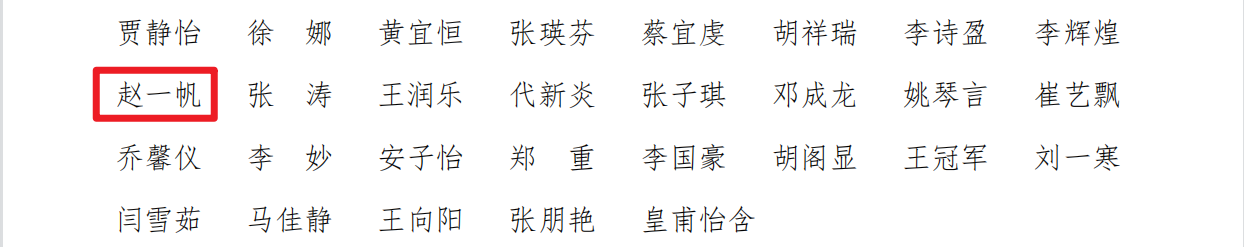 贾静怡 徐 娜 黄宜恒 张瑛芬 蔡宜虔 胡祥瑞 李诗盈 李辉煌
赵一帆 张 涛 王润乐 代新炎 张子琪 邓成龙 姚琴言 崔艺飘
乔馨仪 李 妙 安子怡 郑 重 李国豪 胡阁显 王冠军 刘一寒
闫雪茹 马佳静 王向阳 张朋艳 皇甫怡含